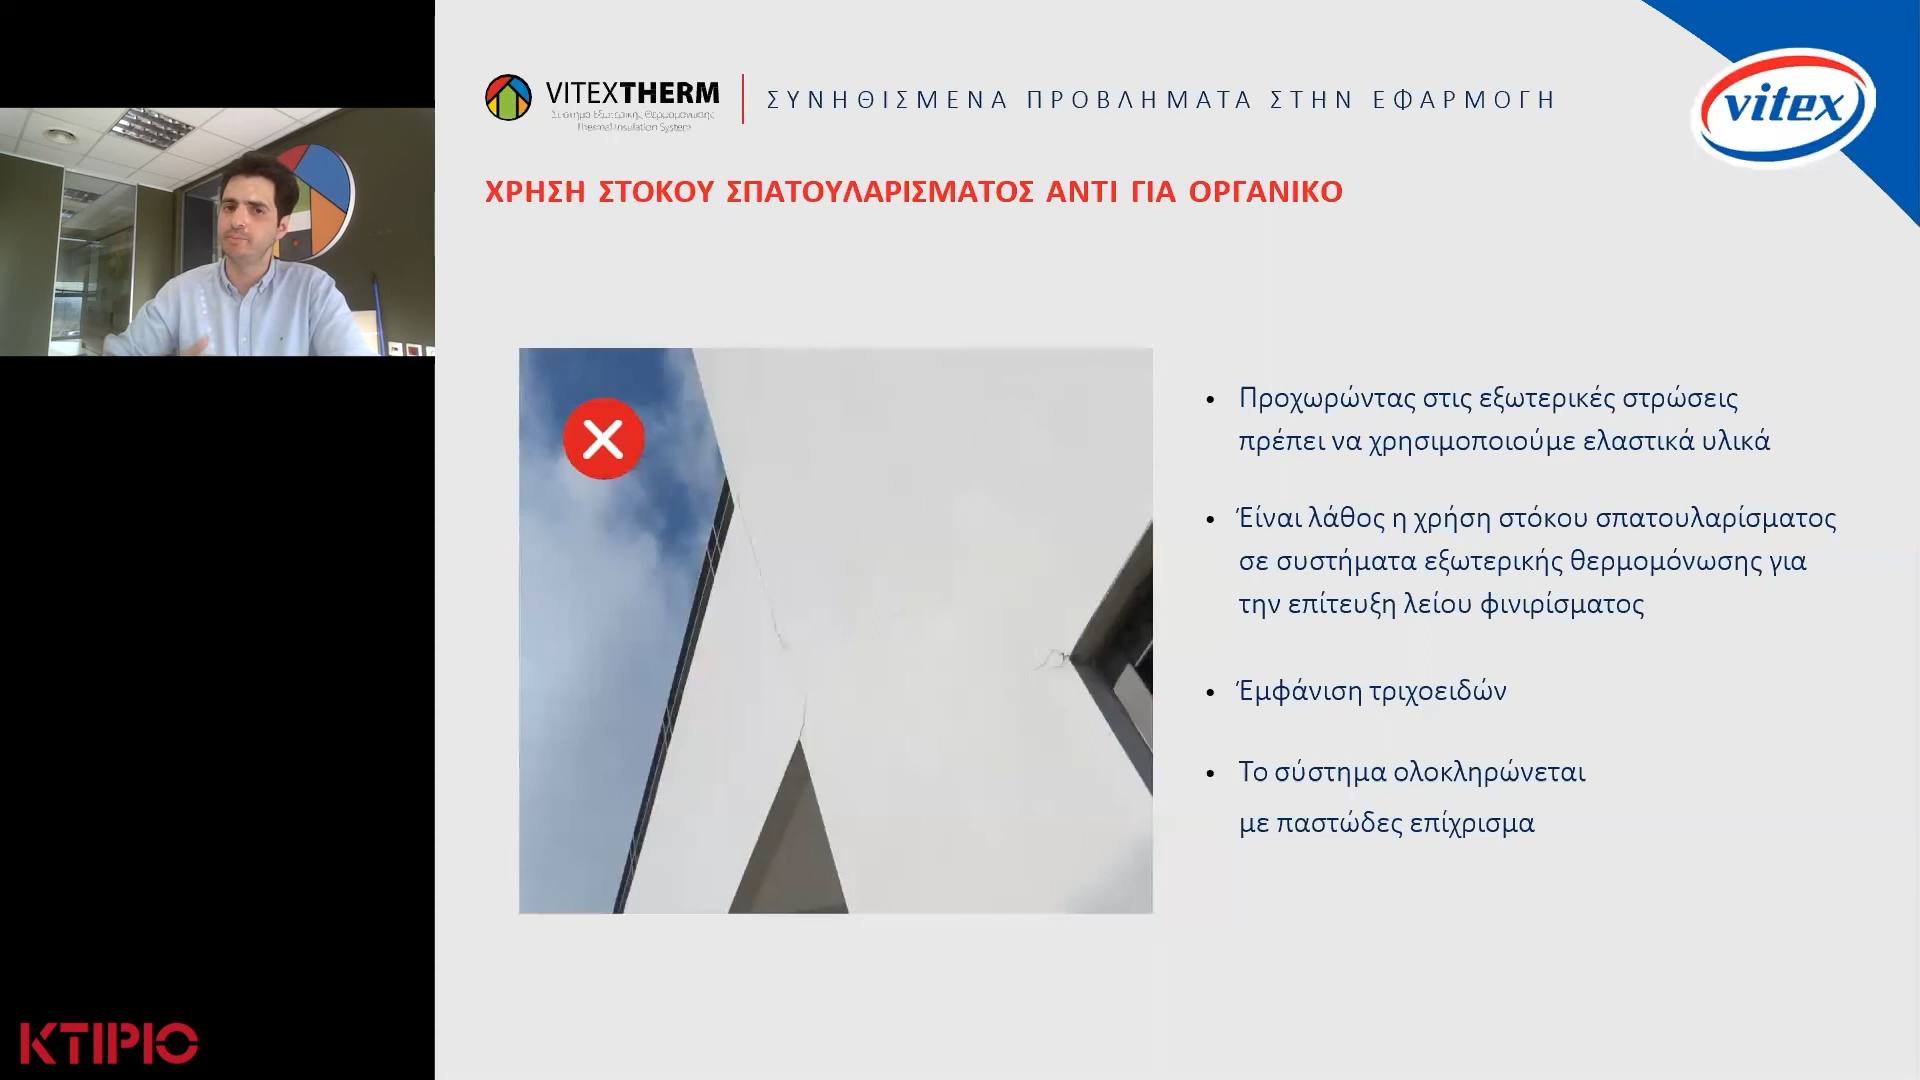 VITEXTHERM
Σύστημα Εξωτερικής Θερμομόνωσης
Thermal Insulation System
ΣΥΝΗΘΙΣΜΕΝΑ ΠΡΟΒΛΗΜΑΤΑ ΣΤΗΝ ΕΦΑΡΜΟΓΗ
vitex
ΧΡΗΣΗ ΣΤΟΚΟΥ ΣΠΑΤΟΥΛΑΡΙΣΜΑΤΟΣ ΑΝΤΙ ΓΙΑ ΟΡΓΑΝΙΚΟ
• Προχωρώντας στις εξωτερικές στρώσεις
πρέπει να χρησιμοποιούμε ελαστικά υλικά
• Έίναι λάθος η χρήση στόκου σπατουλαρίσματος
σε συστήματα εξωτερικής θερμομόνωσης για
την επίτευξη λείου φινιρίσματος
• Έμφάνιση τριχοειδών
• Το σύστημα ολοκληρώνεται
με παστώδες επίχρισμα
ΚΤΙΡΙΟ